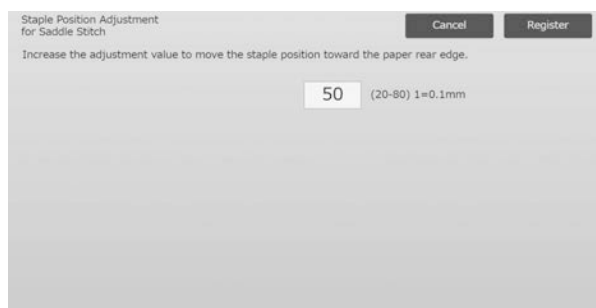 Staple Position Adjustment
for Saddle Stitch
Cancel
Register
Increase the adjustment value to move the staple position toward the paper rear edge.
50 (20-80) 1=0.1mm